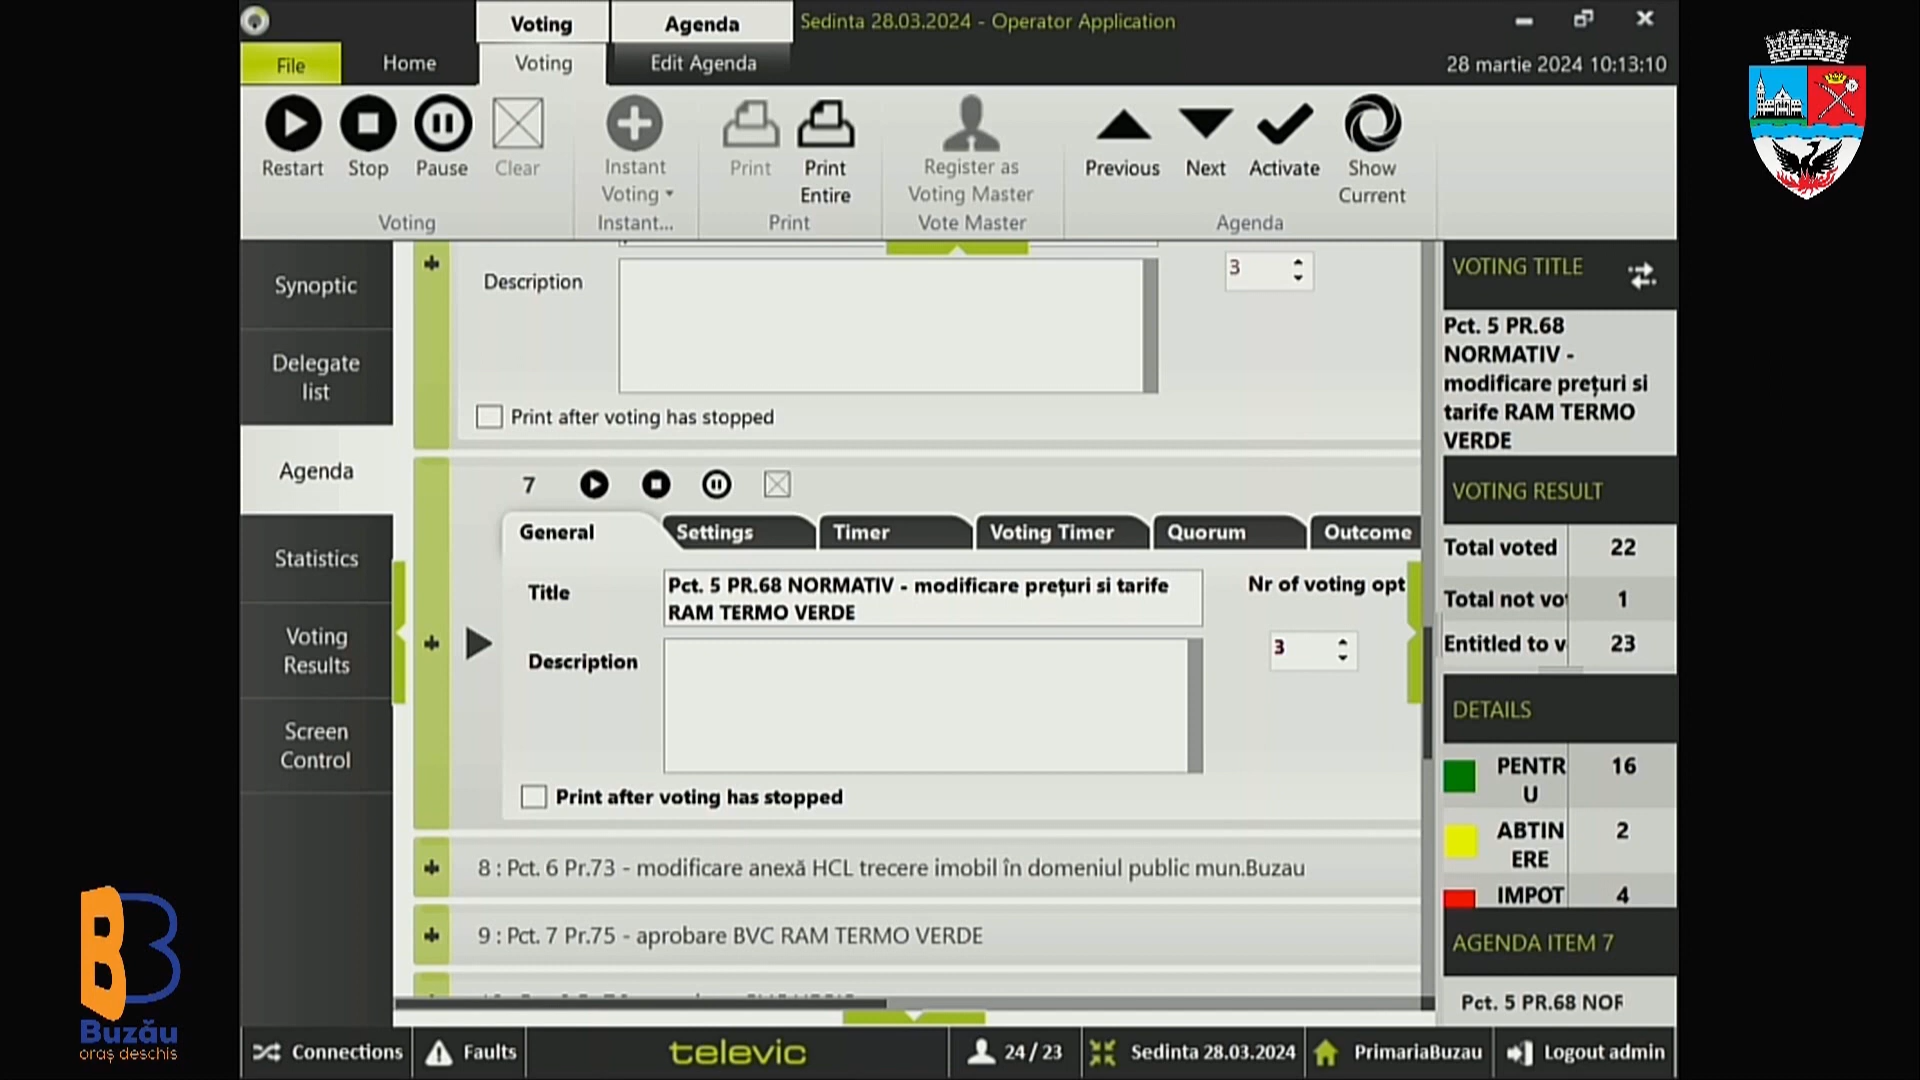 Voting
Agenda
Sedinta 28.03.2024 - Operator Application
File
Home
Voting
Edit Agenda
28 martie 2024 10:13:10
Restart
Stop
Pause
Clear
Instant
Voting
Print
Print
Entire
Register as
Voting Master
Previous
Next
Activate
Show
Current
Voting
Instant...
Print
Vote Master
Agenda
Synoptic
Delegate
list
Agenda
Statistics
Voting
Results
Screen
Control
Description
3
Print after voting has stopped
7
General
Settings
Timer
Voting Timer
Quorum
Outcome
Title
Pct. 5 PR.68 NORMATIV - modificare prețuri si tarife
RAM TERMO VERDE
Nr of voting opt
Description
3
Print after voting has stopped
8 : Pct. 6 Pr.73 - modificare anexă HCL trecere imobil în domeniul public mun.Buzau
9 : Pct. 7 Pr.75 - aprobare BVC RAM TERMO VERDE
VOTING TITLE
Pct. 5 PR.68
NORMATIV -
modificare prețuri si
tarife RAM TERMO
VERDE
VOTING RESULT
Total voted 22
Total not vo 1
Entitled to v 23
DETAILS
PENTR
U
16
ABTIN
ERE
2
IMPOT 4
AGENDA ITEM 7
Pct. 5 PR.68 NOF
Connections
Faults
televic
24 / 23
Sedinta 28.03.2024
PrimariaBuzau
Logout admin
Buzău
oraș deschis